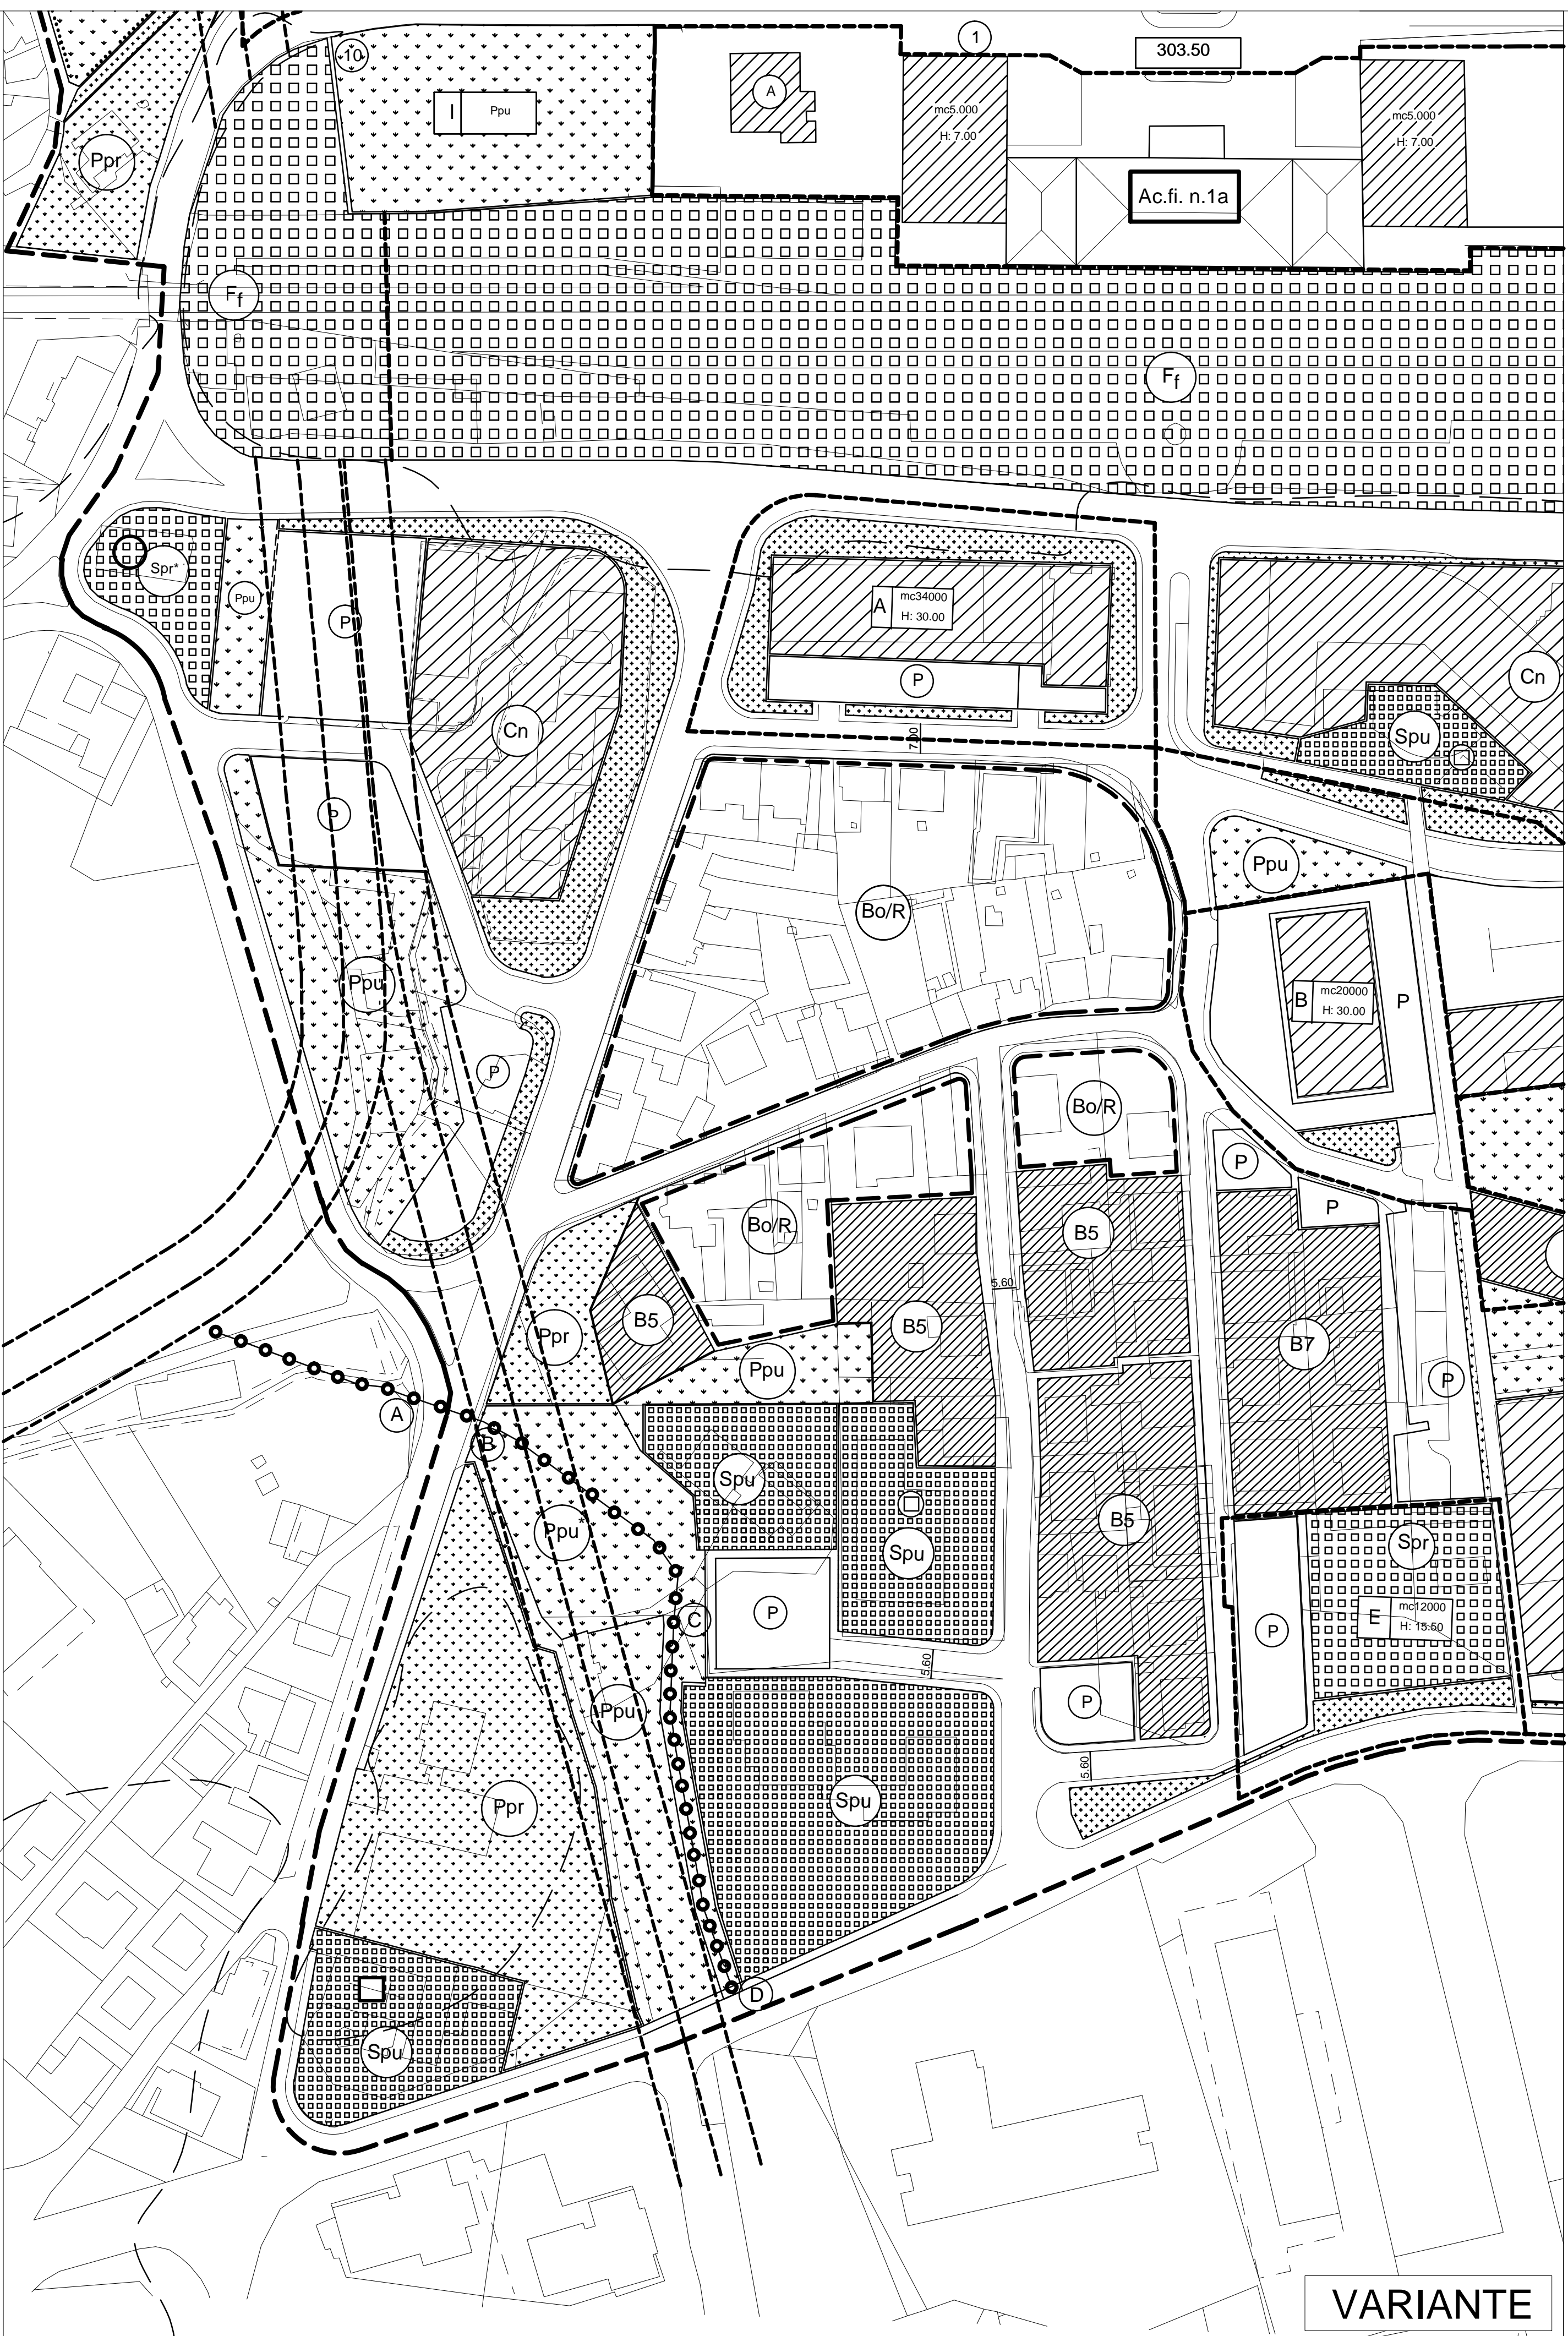 1
303.50
10
I Ppu
A
mc5.000
H: 7.00
mc5.000
H: 7.00
Ppr
Ac.fi. n.1a
Ff
Ff
Spr*
Ppu
P
A mc34000
H: 30.00
P
Cn
Cn
Spu
7.00
P
Ppu
Bo/R
Ppu
B mc20000
H: 30.00
P
P
Bo/R
P
P
Bo/R
B5
5.60
B5
B5
Ppr
B7
Ppu
P
A
B
Spu
Ppu*
B5
Spu
Spr
E mc12000
H: 15.50
C
P
P
5.60
Ppu
P
5.60
Ppr
Spu
D
Spu
VARIANTE